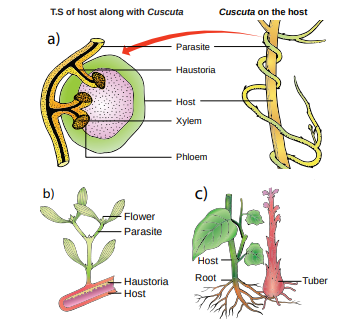 T.S of host along with Cuscuta
Cuscuta on the host
a)
Parasite
Haustoria
Host
Xylem
Phloem
b)
Flower
Parasite
Haustoria
Host
c)
Host
Root
Tuber